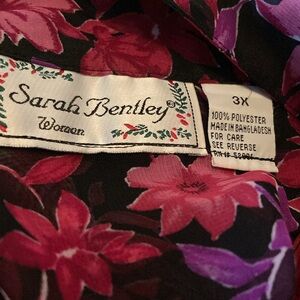 Sarah Bentley®
Women
3X
100% POLYESTER
MADE IN BANGLADESH
FOR CARE
SEE REVERSE